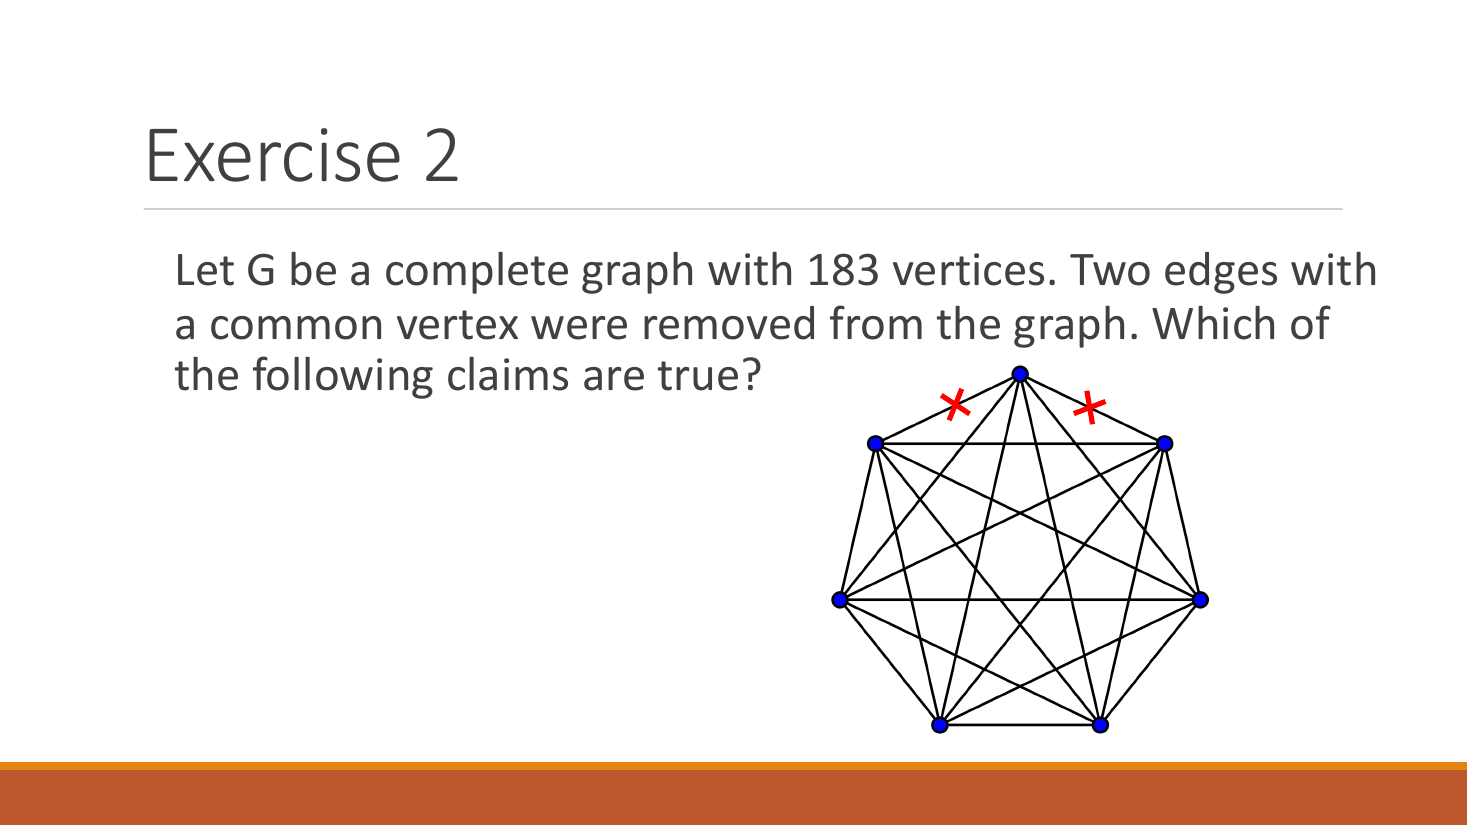 Exercise 2
Let G be a complete graph with 183 vertices. Two edges with
a common vertex were removed from the graph. Which of
the following claims are true?